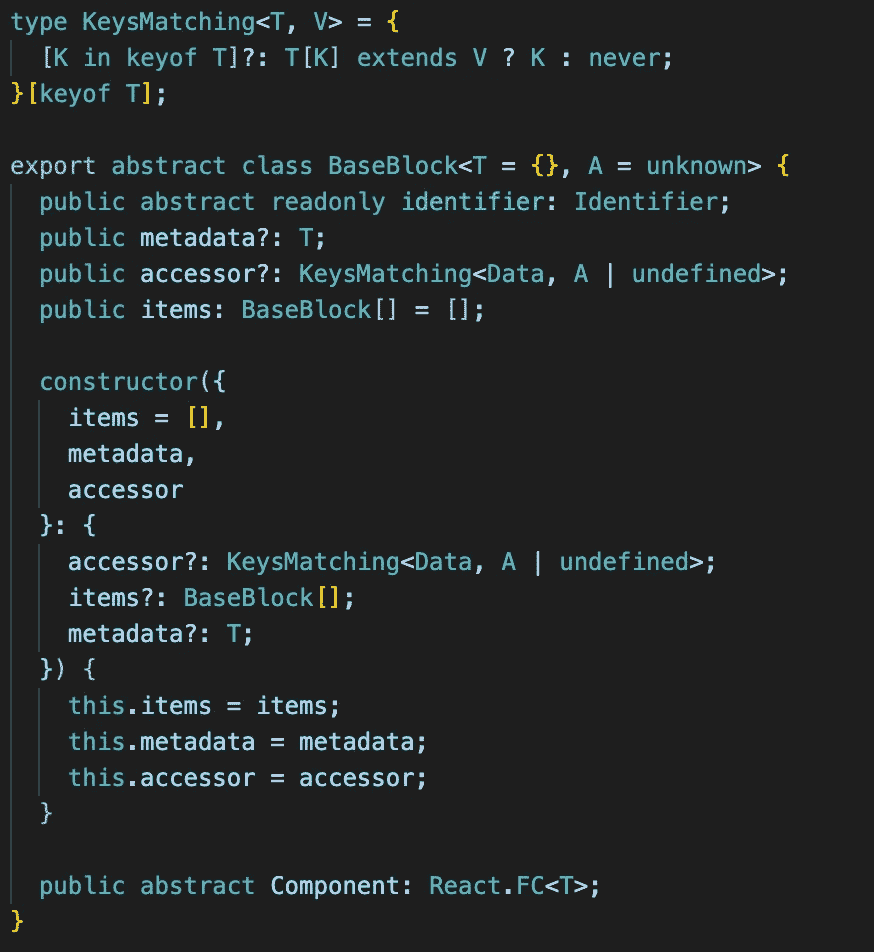 type KeysMatching<T, V> = {
  [K in keyof T]?: T[K] extends V ? K : never;
}[keyof T];

export abstract class BaseBlock<T = {}, A = unknown> {
  public abstract readonly identifier: Identifier;
  public metadata?: T;
  public accessor?: KeysMatching<Data, A | undefined>;
  public items: BaseBlock[] = [];

  constructor({
    items = [],
    metadata,
    accessor
  }: {
    accessor?: KeysMatching<Data, A | undefined>;
    items?: BaseBlock[];
    metadata?: T;
  }) {
    this.items = items;
    this.metadata = metadata;
    this.accessor = accessor;
  }

  public abstract Component: React.FC<T>;
}